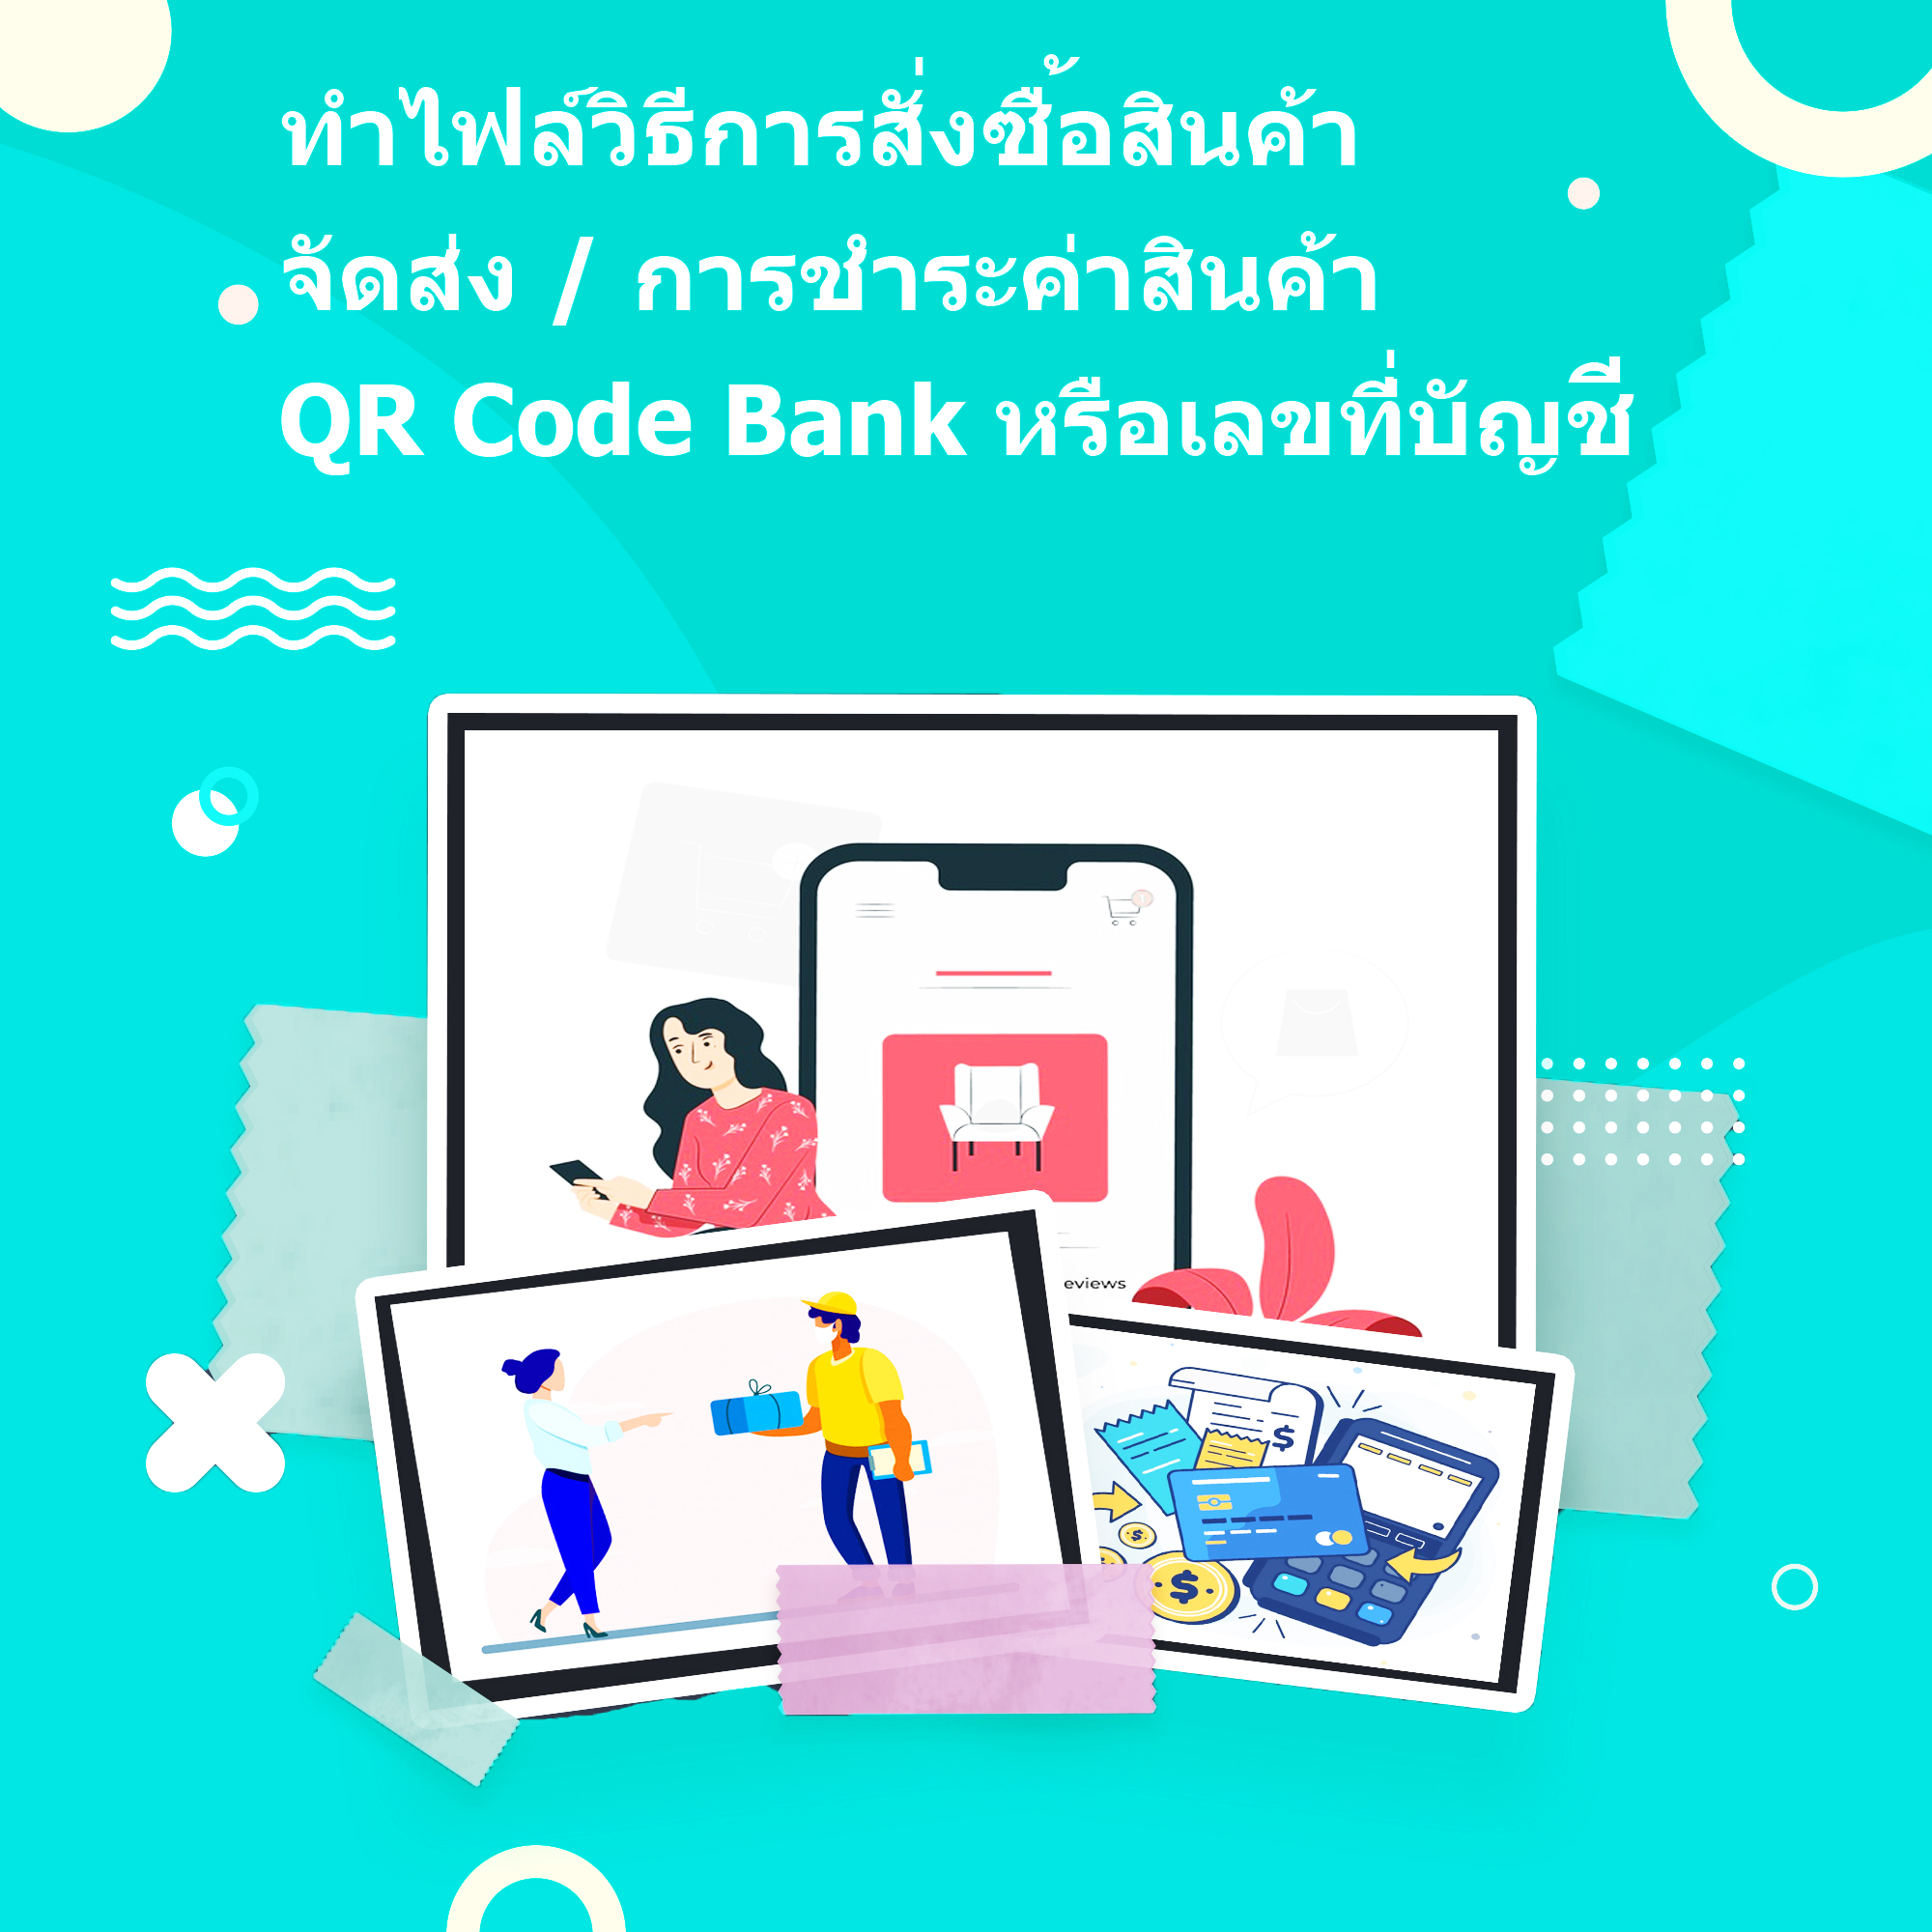 ทำไฟล์วิธีการสั่งซื้อสินค้า
จัดส่ง / การชำระค่าสินค้า
QR Code Bank หรือเลขที่บัญชี
eviews